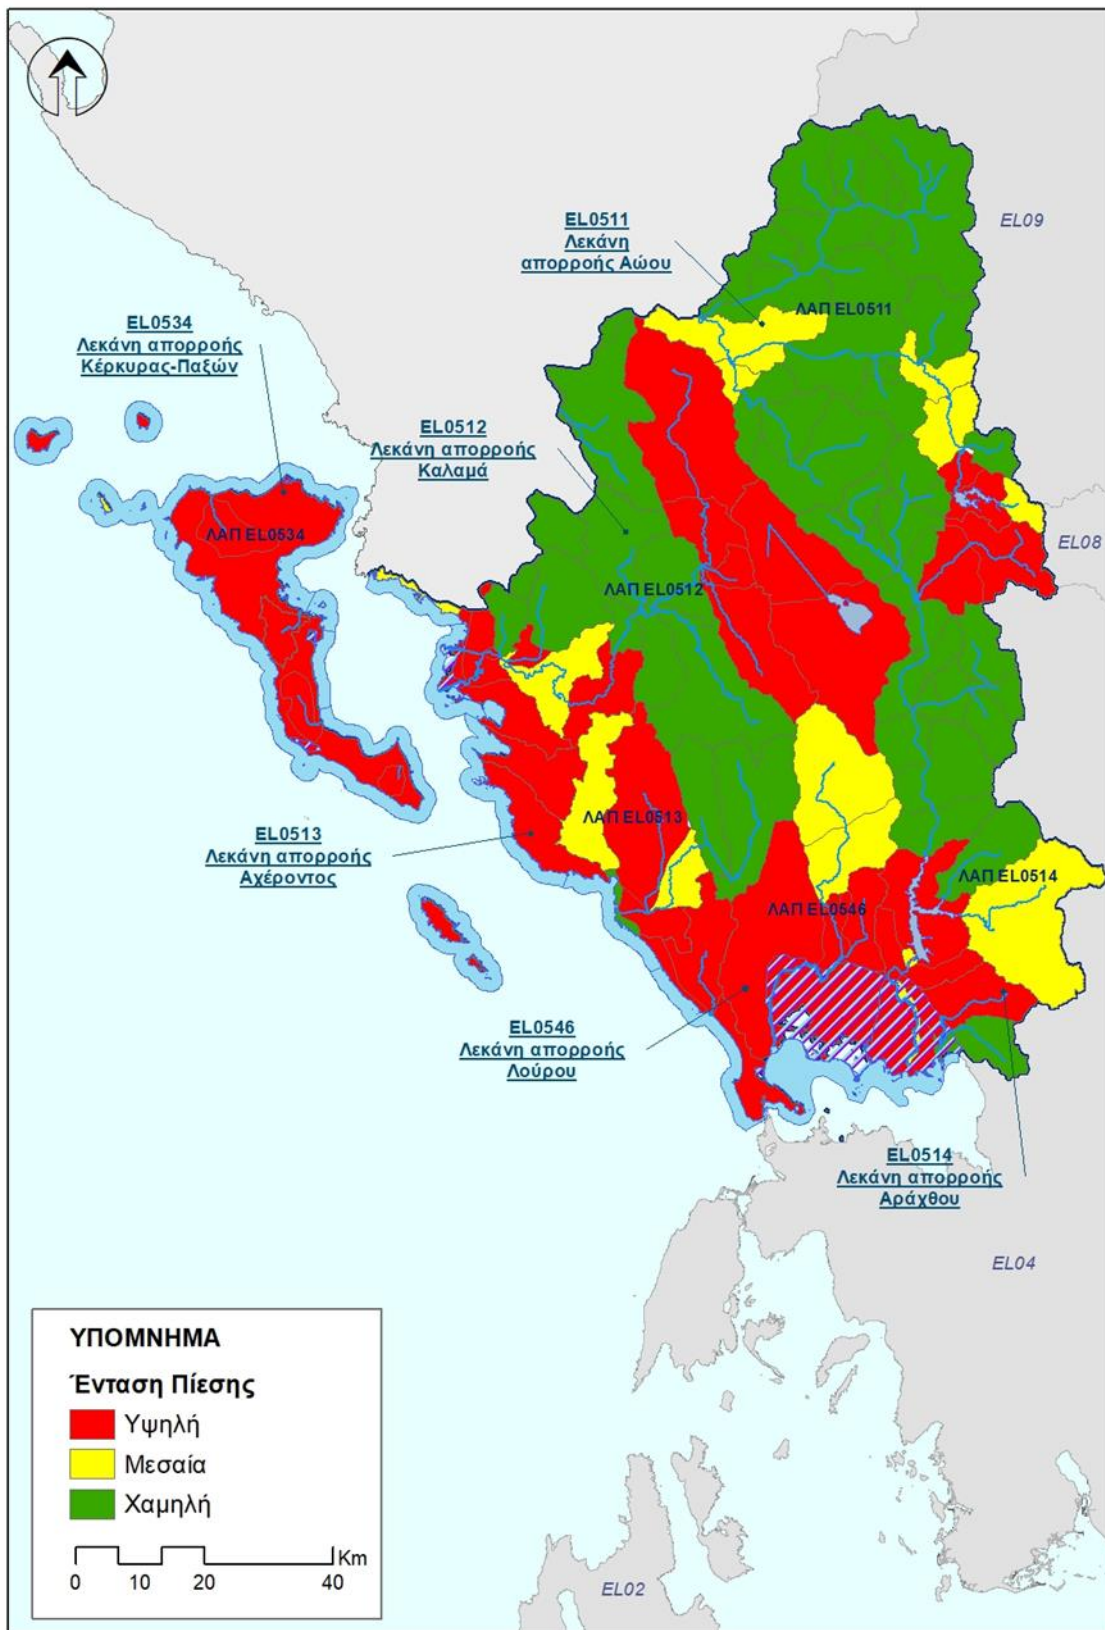 EL09
EL0511
Λεκάνη
απορροής Αώου
ΛΑΠ EL0511
EL0534
Λεκάνη απορροής
Κέρκυρας-Παξών
EL0512
Λεκάνη απορροής
Καλαμά
ΛΑΠ EL0534
EL08
ΛΑΠ EL0512
ΛΑΠ EL0513
EL0513
Λεκάνη απορροής
Αχέροντος
ΛΑΠ EL0514
ΛΑΠ EL0546
EL0546
Λεκάνη απορροής
Λούρου
EL0514
Λεκάνη απορροής
Αράχθου
EL04
ΥΠΟΜΝΗΜΑ
Ένταση Πίεσης
Υψηλή
Μεσαία
Χαμηλή
Km
0 10 20 40
EL02